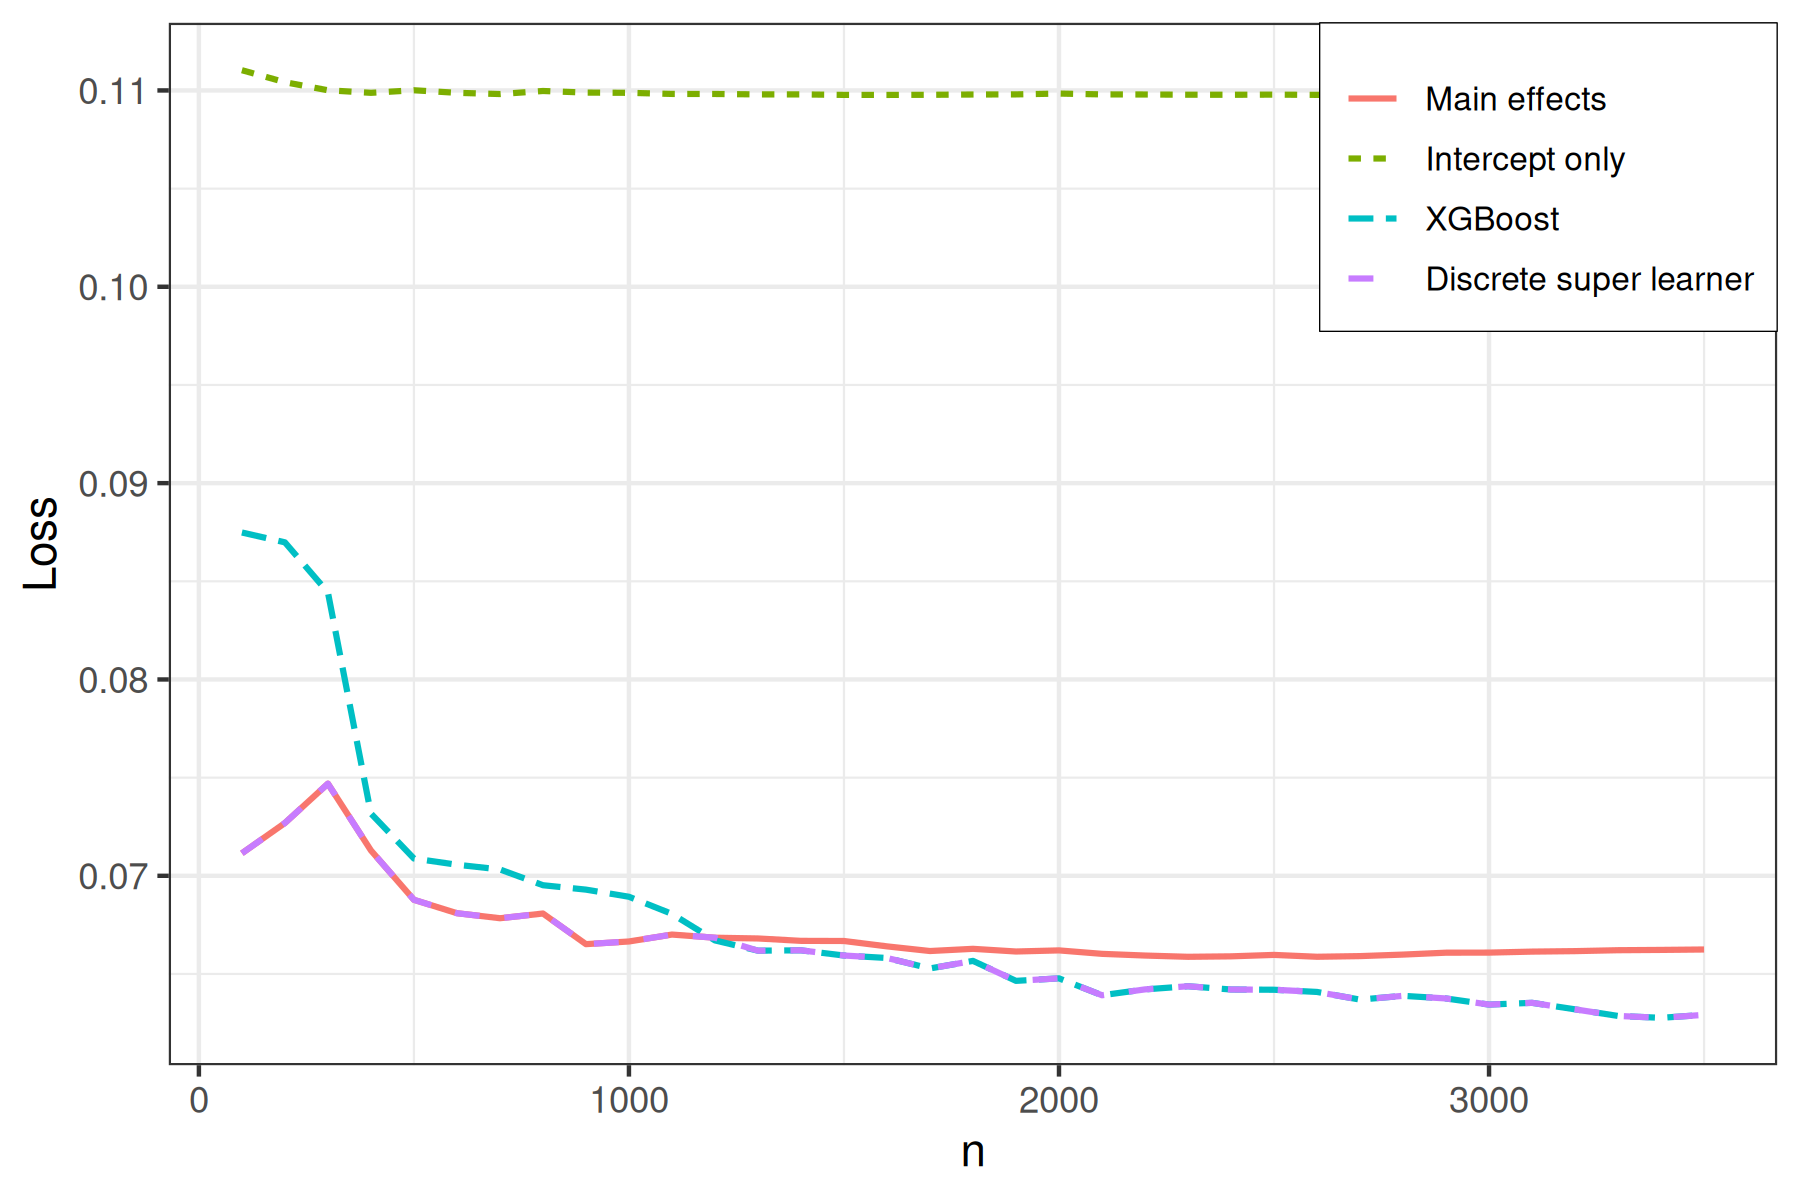 0.11
0.10
0.09
0.08
0.07
Loss
0
1000
2000
3000
n
Main effects
Intercept only
XGBoost
Discrete super learner